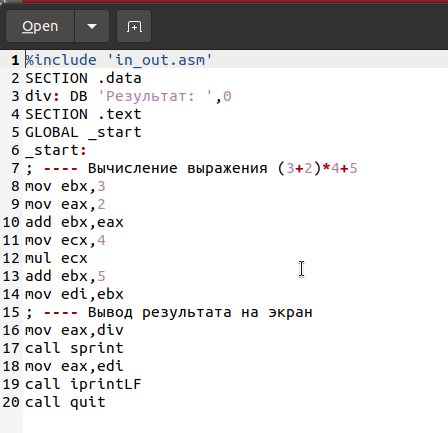 Open
1 %include 'in_out.asm'
2 SECTION .data
3 div: DB 'Результат: ',0
4 SECTION .text
5 GLOBAL _start
6 _start:
7 ; ---- Вычисление выражения (3+2)*4+5
8 mov ebx,3
9 mov eax,2
10 add ebx,eax
11 mov ecx,4
12 mul ecx
13 add ebx,5
14 mov edi,ebx
15 ; ---- Вывод результата на экран
16 mov eax,div
17 call sprint
18 mov eax,edi
19 call iprintLF
20 call quit